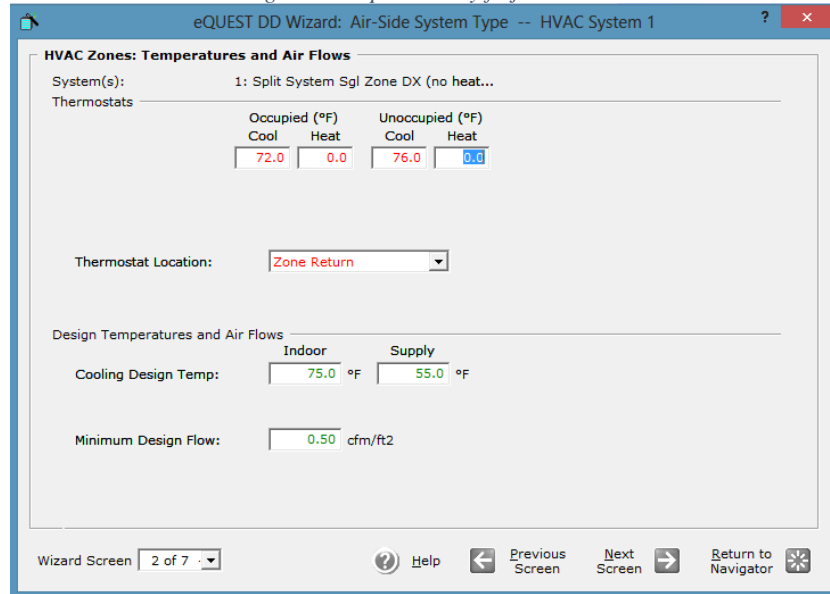 eQUEST DD Wizard: Air-Side System Type -- HVAC System 1 ? ×
HVAC Zones: Temperatures and Air Flows
System(s): 1: Split System Sgl Zone DX (no heat...
Thermostats
Occupied (°F) Unoccupied (°F)
Cool Heat Cool Heat
72.0 0.0 76.0 0.0
Thermostat Location: Zone Return
Design Temperatures and Air Flows
Indoor Supply
Cooling Design Temp: 75.0 °F 55.0 °F
Minimum Design Flow: 0.50 cfm/ft2
Wizard Screen 2 of 7 Help Previous Screen Next Screen Return to Navigator